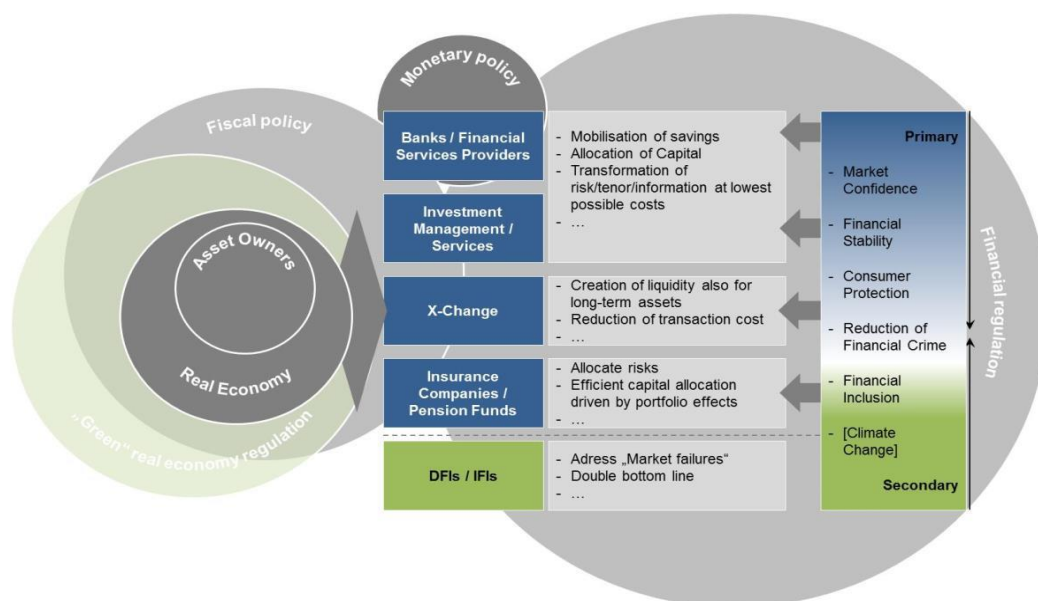 Monetary policy
Fiscal policy
Asset Owners
Real Economy
„Green“ real economy regulation
Banks / Financial
Services Providers
- Mobilisation of savings
- Allocation of Capital
- Transformation of
risk/tenor/information at lowest
possible costs
- …
Investment
Management /
Services
X-Change
- Creation of liquidity also for
long-term assets
- Reduction of transaction cost
- …
Insurance
Companies /
Pension Funds
- Allocate risks
- Efficient capital allocation
driven by portfolio effects
- …
DFIs / IFIs
- Adress „Market failures“
- Double bottom line
- …
Primary
- Market
Confidence
- Financial
Stability
- Consumer
Protection
- Reduction of
Financial Crime
- Financial
Inclusion
- [Climate
Change]
Secondary
Financial regulation